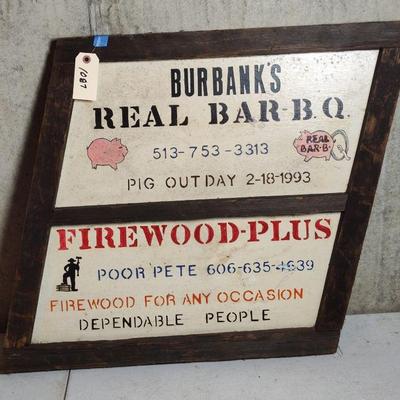 1087
BURBANK'S
REAL BAR-B.Q.
513-753-3313
REAL
BAR-B-
PIG OUT DAY 2-18-1993
FIREWOOD-PLUS
POOR PETE 606-635-4639
FIREWOOD FOR ANY OCCASION
DEPENDABLE PEOPLE